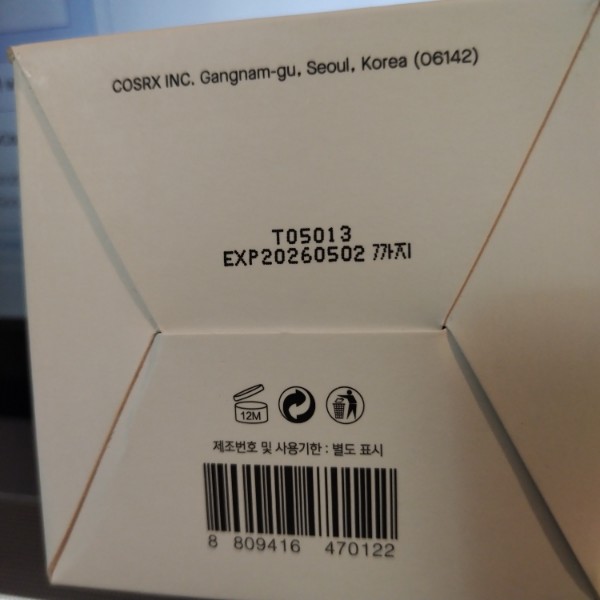 COSRX INC. Gangnam-gu, Seoul, Korea (06142)
T05013
EXP20260502 까지
12M
제조번호 및 사용기한 : 별도 표시
8 809416 470122